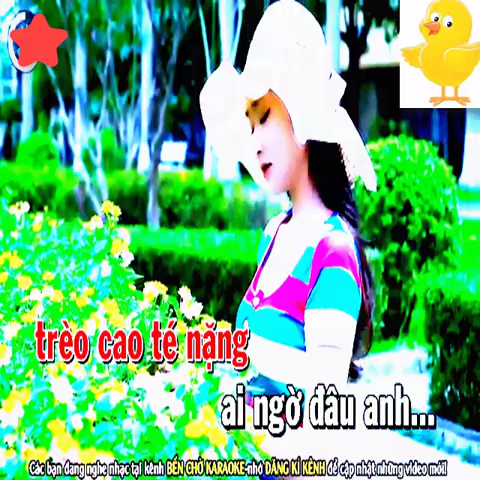 trèo cao té nặng
ai ngờ đâu anh...
Các bạn đang nghe nhạc tại kênh BẾN CHỜ KARAOKE-nhớ ĐĂNG KÍ KÊNH để cập nhật những video mới!